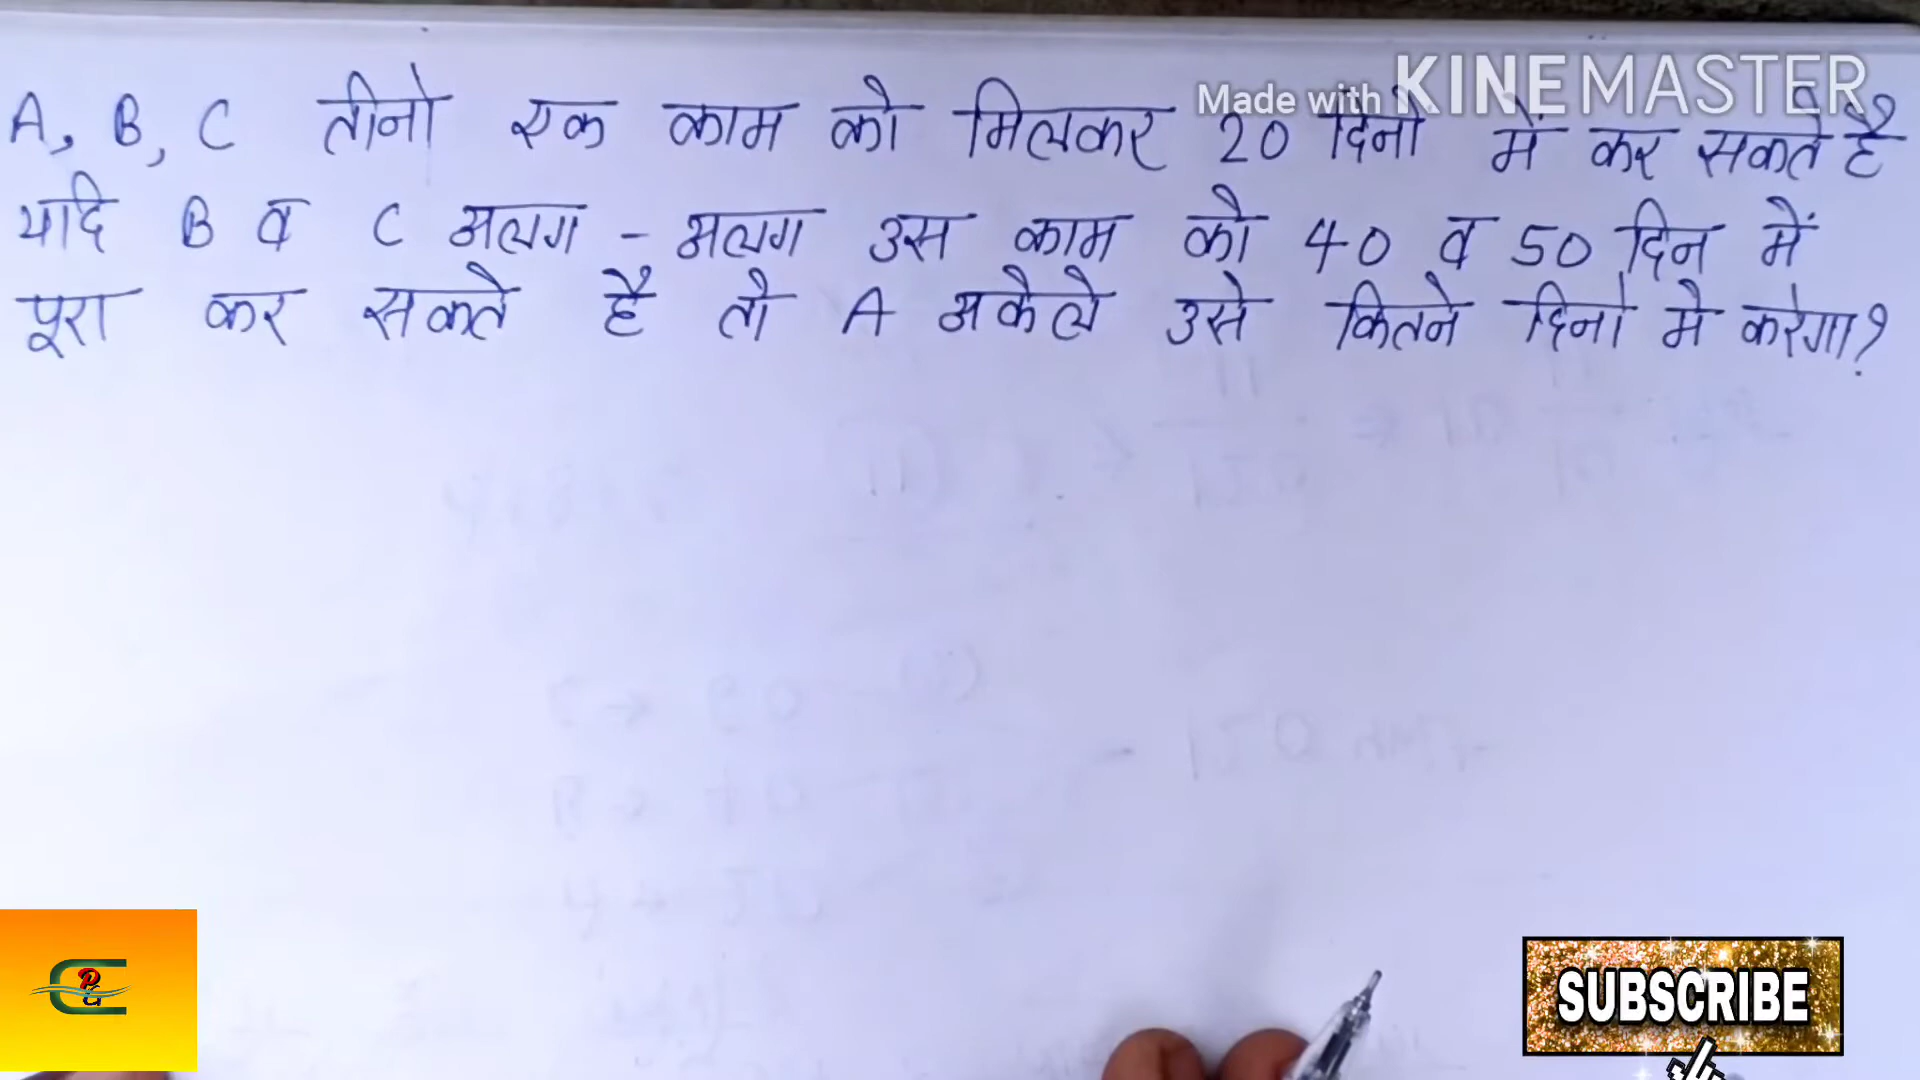 Made with KINEMASTER
A, B, C तीनो एक काम को मिलकर 20 दिनो में कर सकते है
यदि B व C अलग - अलग उस काम को 40 व 50 दिन में
पूरा कर सकते है तो A अकेले उसे कितने दिनो मे करेगा?
SUBSCRIBE